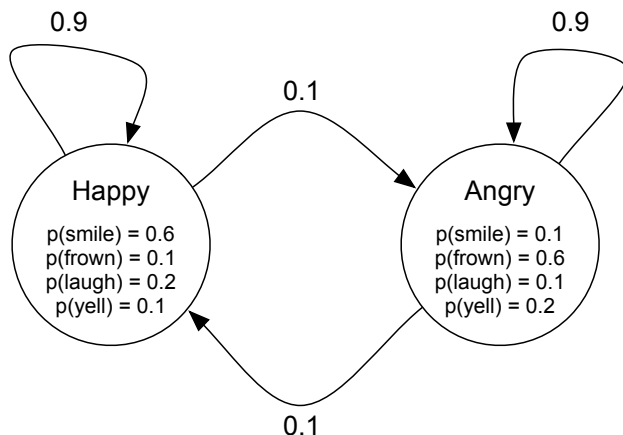 0.9
0.9
0.1
Happy
p(smile) = 0.6
p(frown) = 0.1
p(laugh) = 0.2
p(yell) = 0.1
Angry
p(smile) = 0.1
p(frown) = 0.6
p(laugh) = 0.1
p(yell) = 0.2
0.1